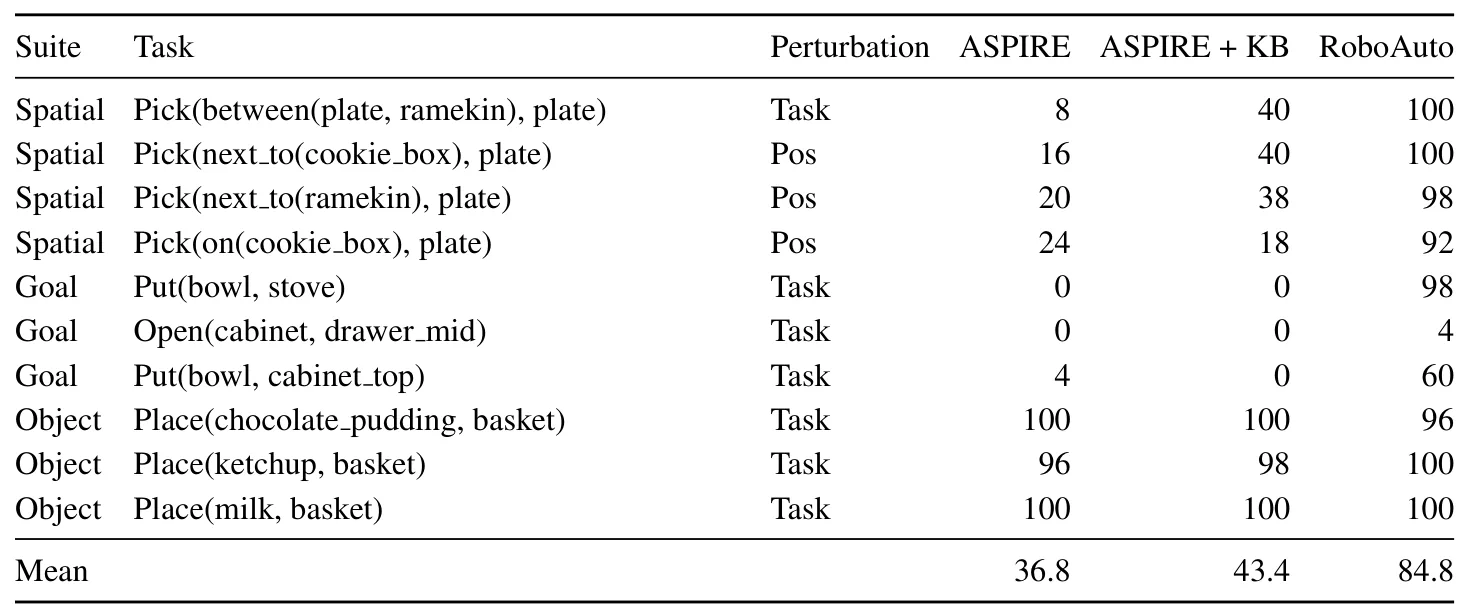 Suite Task Perturbation ASPIRE ASPIRE + KB RoboAuto
Spatial Pick(between(plate, ramekin), plate) Task 8 40 100
Spatial Pick(next_to(cookie_box), plate) Pos 16 40 100
Spatial Pick(next_to(ramekin), plate) Pos 20 38 98
Spatial Pick(on(cookie_box), plate) Pos 24 18 92
Goal Put(bowl, stove) Task 0 0 98
Goal Open(cabinet, drawer_mid) Task 0 0 4
Goal Put(bowl, cabinet_top) Task 4 0 60
Object Place(chocolate_pudding, basket) Task 100 100 96
Object Place(ketchup, basket) Task 96 98 100
Object Place(milk, basket) Task 100 100 100
Mean 36.8 43.4 84.8